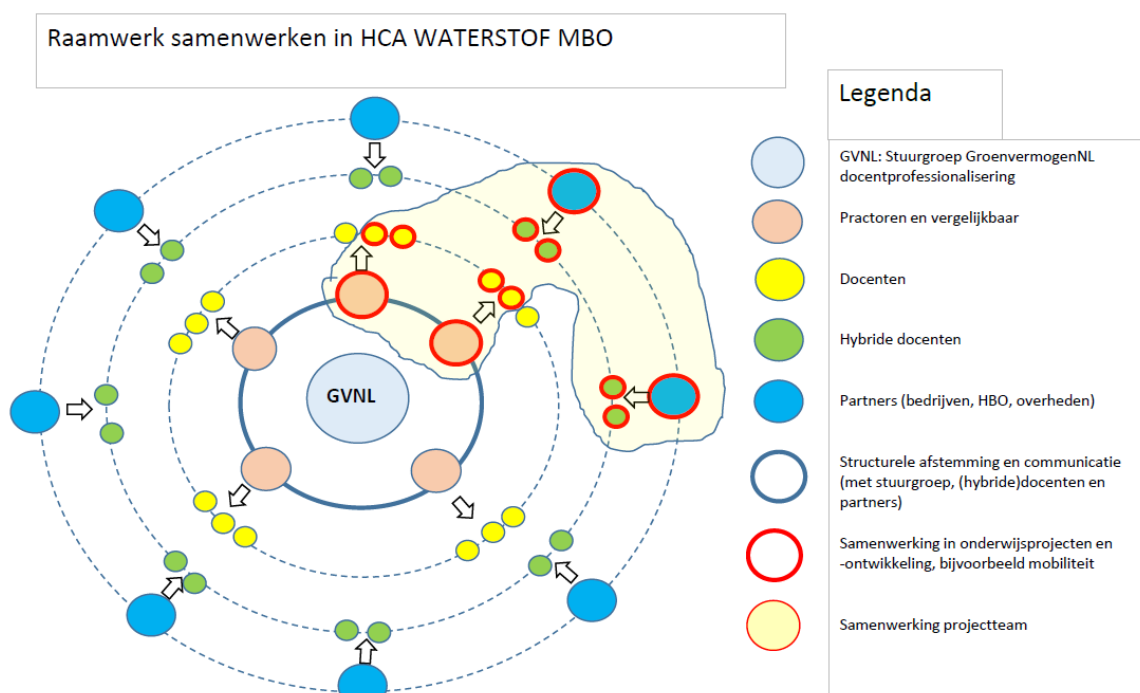 Raamwerk samenwerken in HCA WATERSTOF MBO
GVNL
Legenda
GVNL: Stuurgroep GroenvermogenNL
docentprofessionalisering
Practoren en vergelijkbaar
Docenten
Hybride docenten
Partners (bedrijven, HBO, overheden)
Structurele afstemming en communicatie
(met stuurgroep, (hybride)docenten en
partners)
Samenwerking in onderwijsprojecten en
-ontwikkeling, bijvoorbeeld mobiliteit
Samenwerking projectteam